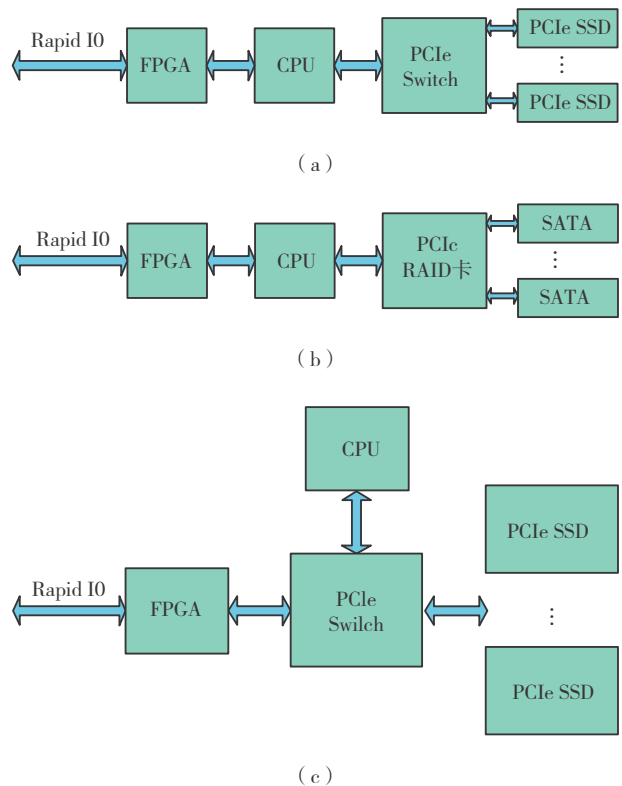 Rapid I0
FPGA
CPU
PCIe
Switch
PCIe SSD
⋮
PCIe SSD
(a)
Rapid I0
FPGA
CPU
PCIc
RAID卡
SATA
⋮
SATA
(b)
CPU
PCIe SSD
Rapid I0
FPGA
PCIe
Swilch
⋮
PCIe SSD
(c)